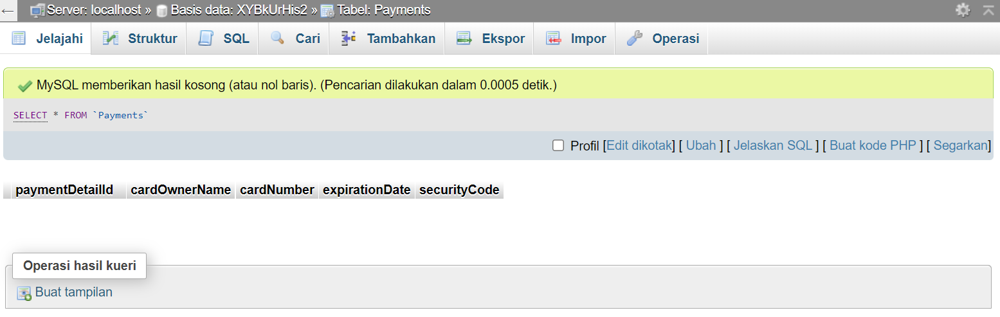 Server: localhost » Basis data: XYBkUrHis2 » Tabel: Payments
Jelajahi Struktur SQL Cari Tambahkan Ekspor Impor Operasi
MySQL memberikan hasil kosong (atau nol baris). (Pencarian dilakukan dalam 0.0005 detik.)
SELECT * FROM `Payments`
Profil [Edit dikotak] [ Ubah ] [ Jelaskan SQL ] [ Buat kode PHP ] [ Segarkan]
paymentDetailId cardOwnerName cardNumber expirationDate securityCode
Operasi hasil kueri
Buat tampilan